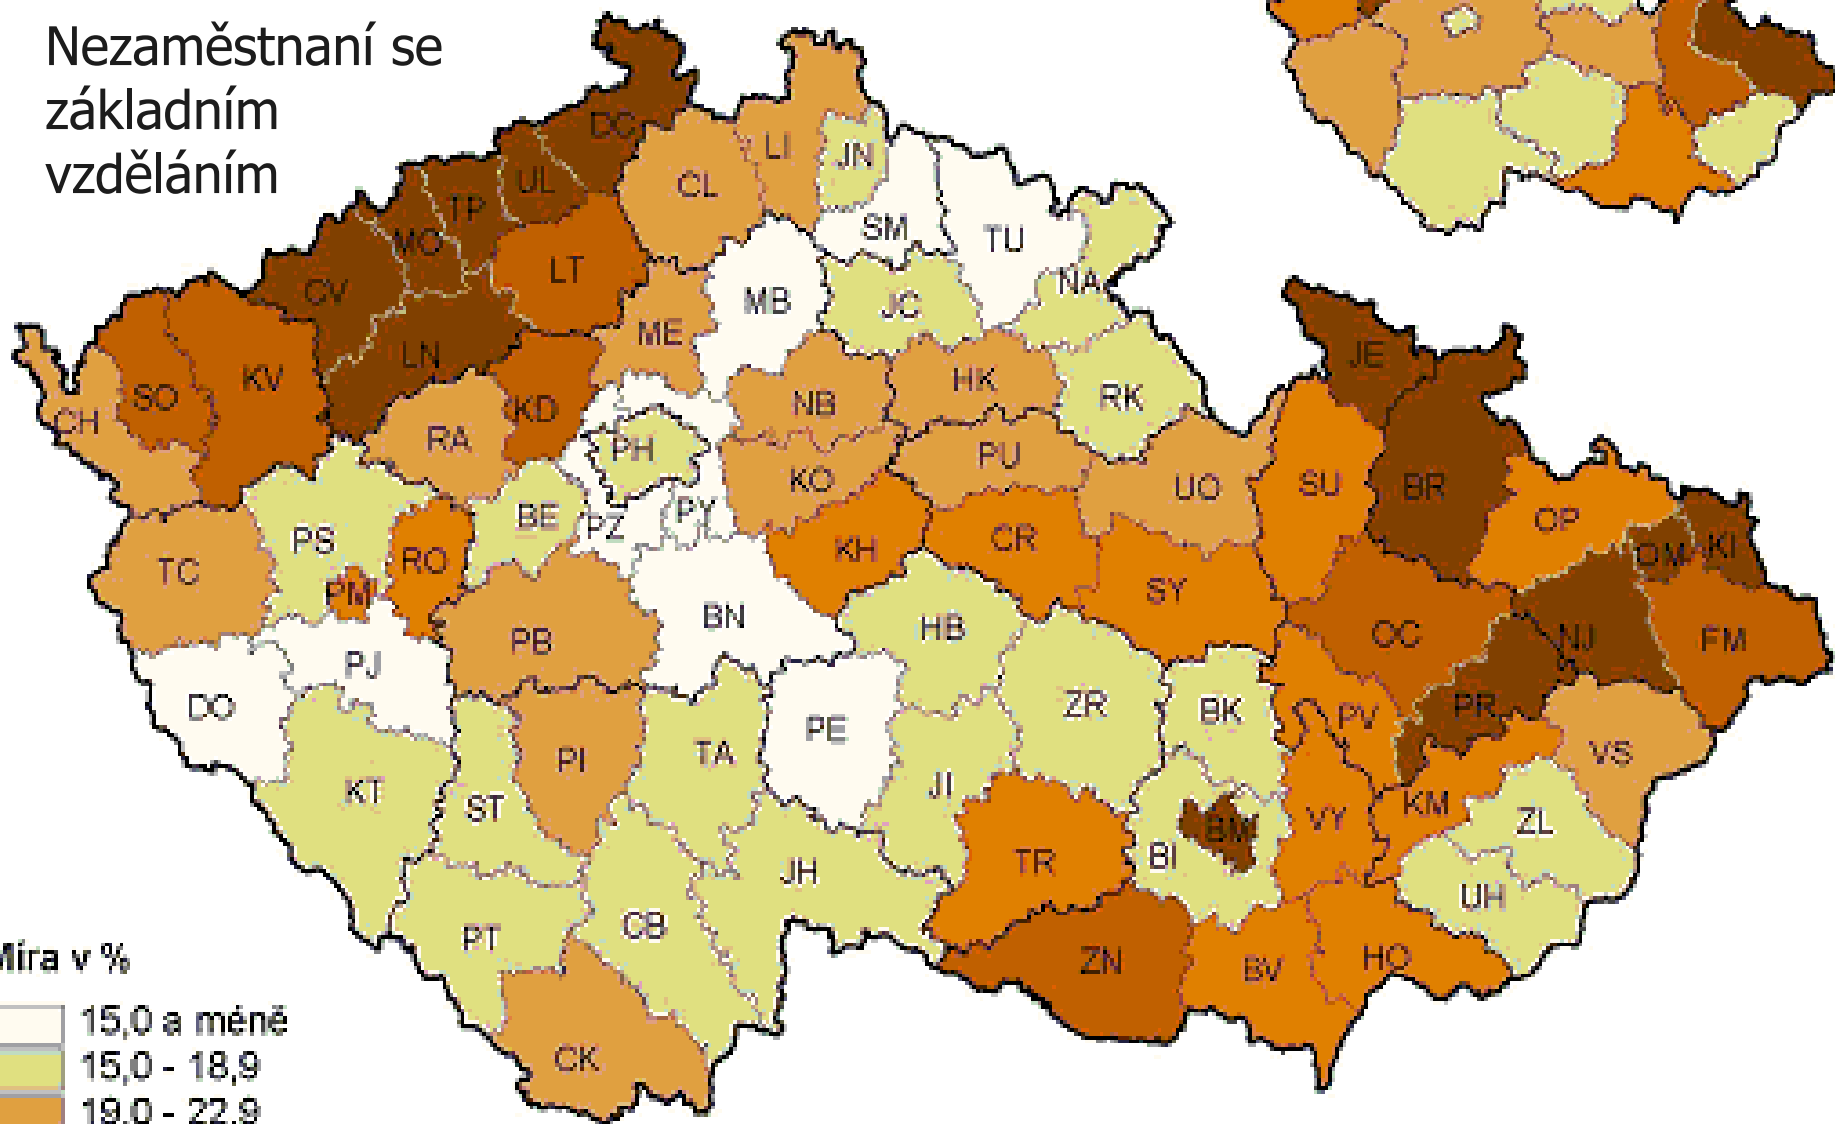 Nezaměstnaní se
základním
vzděláním
DC
LI
JN
UL
CL
TP
SM
TU
MO
LT
NA
CV
MB
JC
ME
LN
JE
KV
HK
SO
NB
RK
KD
CH
RA
PH
PU
KO
UO
SU
BR
PS
BE
PZ
PY
OP
RO
KH
CR
OM
KI
TC
PM
SY
BN
HB
OC
NJ
FM
PB
PJ
DO
ZR
BK
PV
PR
PE
TA
PI
VS
KT
JI
ST
KM
VY
ZL
BM
BI
TR
JH
UH
CB
PT
ZN
BV
HO
CK
Míra v %
15,0 a méně
15,0 - 18,9
19,0 - 22,9